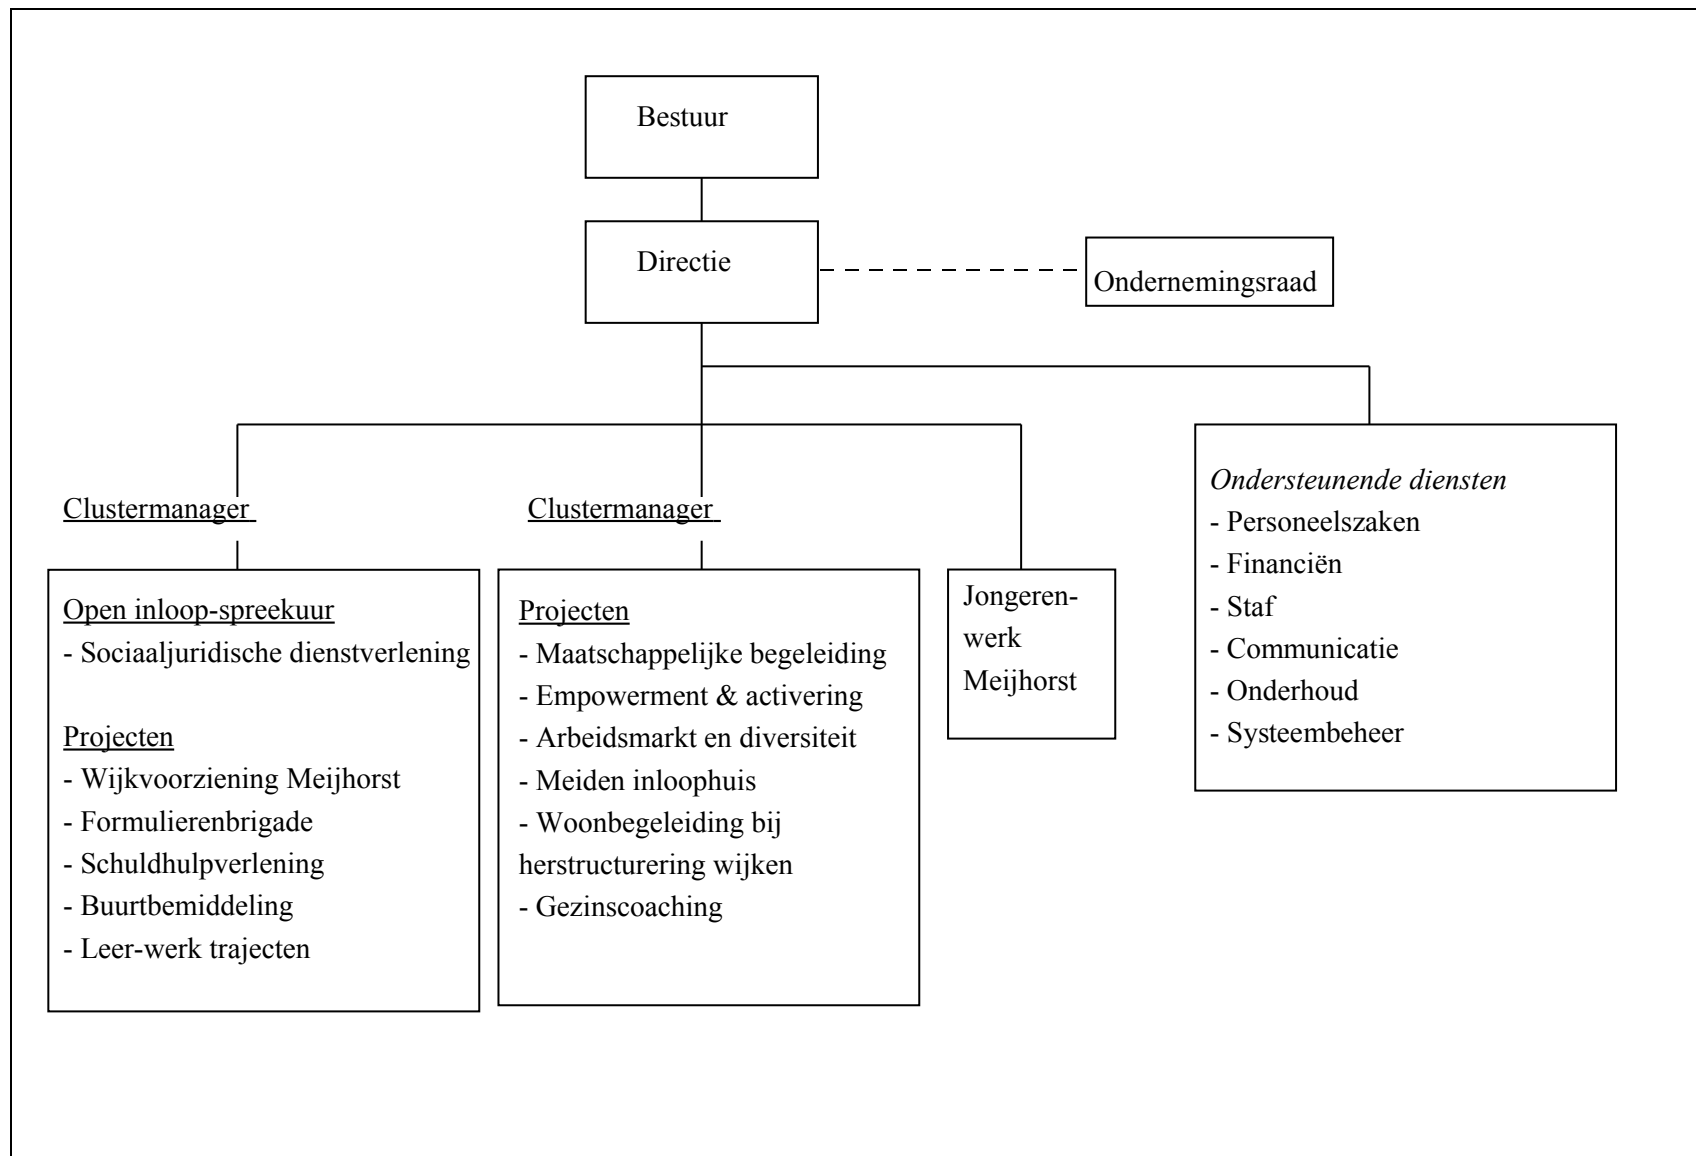 Bestuur
Directie
Ondernemingsraad
Clustermanager
Clustermanager
Open inloop-spreekuur
- Sociaaljuridische dienstverlening
Projecten
- Wijkvoorziening Meijhorst
- Formulierenbrigade
- Schuldhulpverlening
- Buurtbemiddeling
- Leer-werk trajecten
Projecten
- Maatschappelijke begeleiding
- Empowerment & activering
- Arbeidsmarkt en diversiteit
- Meiden inloophuis
- Woonbegeleiding bij
herstructurering wijken
- Gezinscoaching
Jongeren-
werk
Meijhorst
Ondersteunende diensten
- Personeelszaken
- Financiën
- Staf
- Communicatie
- Onderhoud
- Systeembeheer